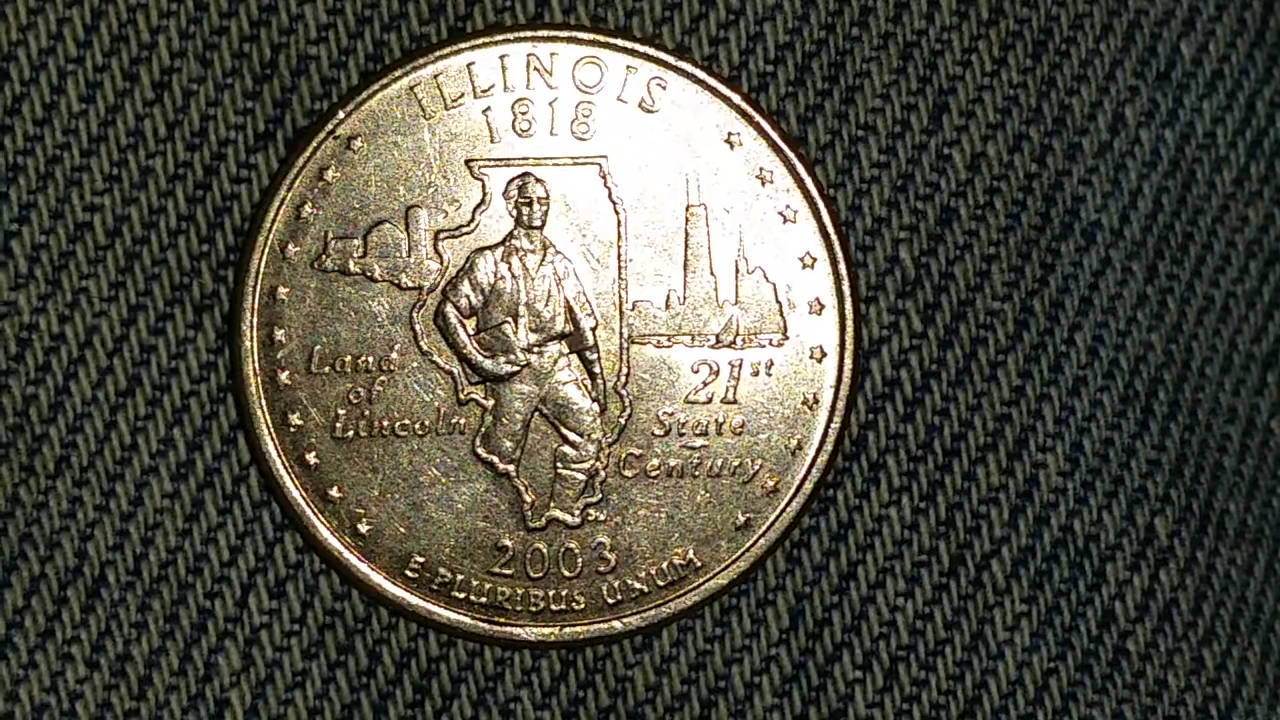 ILLINOIS
1818
Land
of
Lincoln
21st
State
Century
2003
E PLURIBUS UNUM